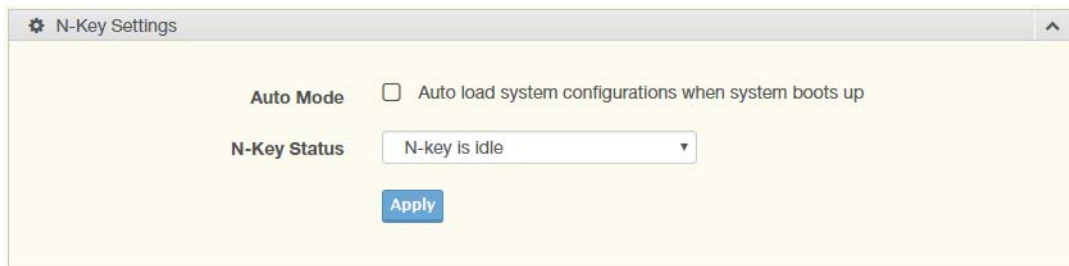 N-Key Settings
Auto Mode Auto load system configurations when system boots up
N-Key Status N-key is idle
Apply